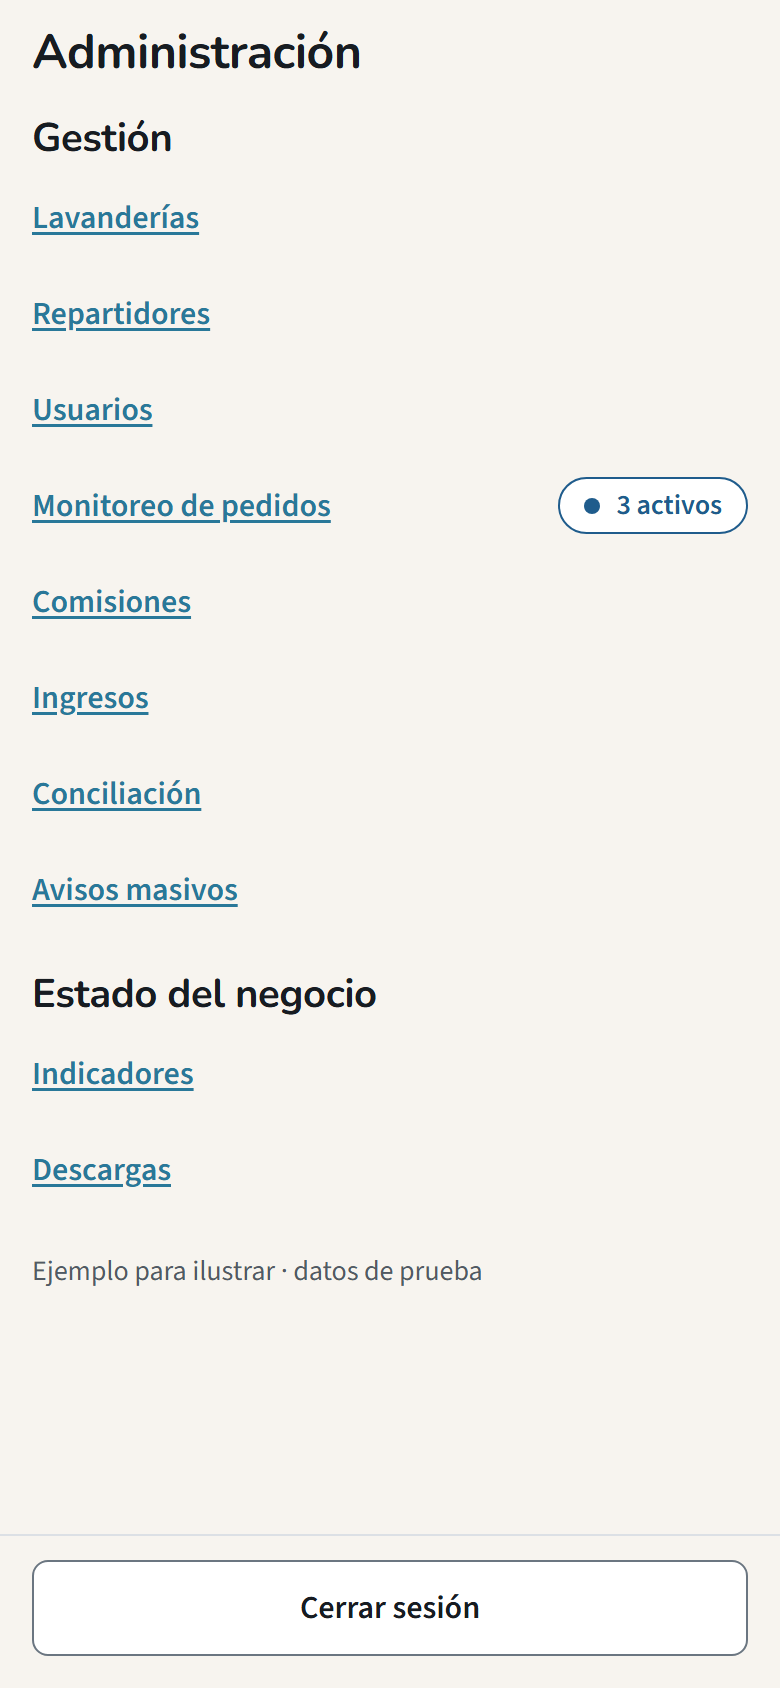 Administración
Gestión
Lavanderías
Repartidores
Usuarios
Monitoreo de pedidos
3 activos
Comisiones
Ingresos
Conciliación
Avisos masivos
Estado del negocio
Indicadores
Descargas
Ejemplo para ilustrar · datos de prueba
Cerrar sesión